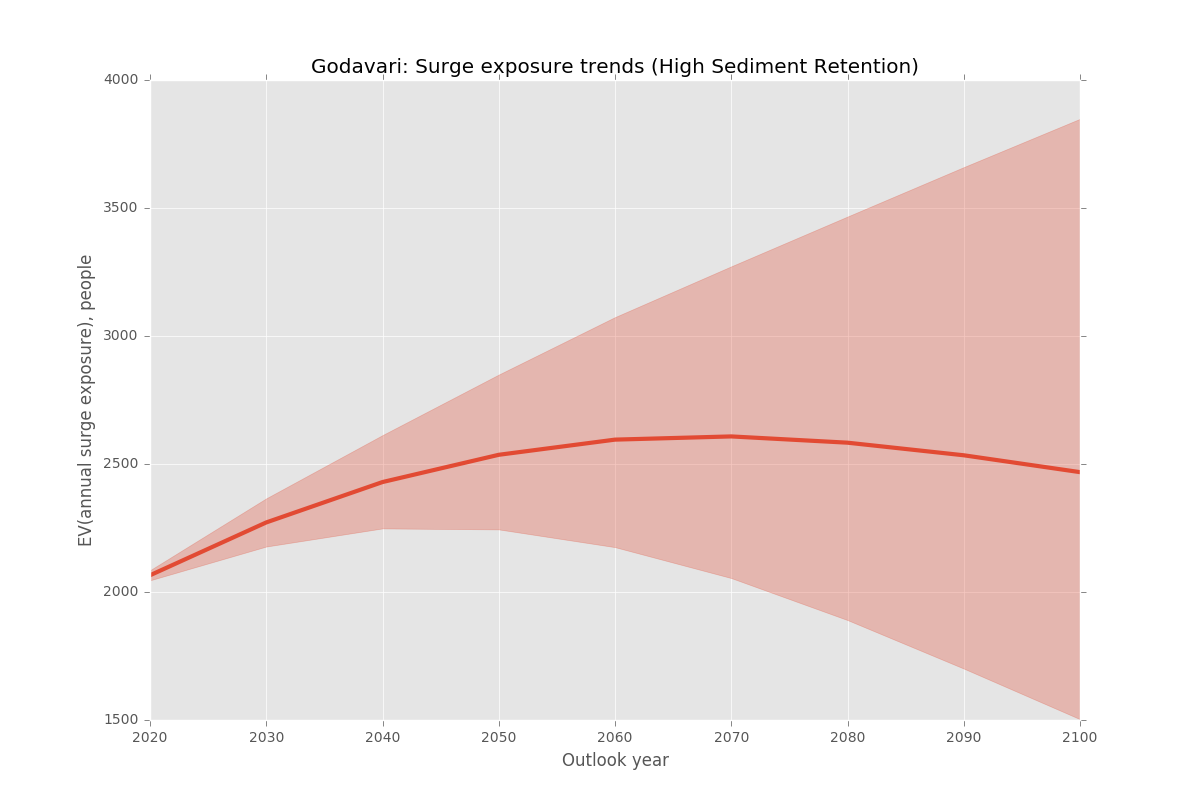 Godavari: Surge exposure trends (High Sediment Retention)
4000
3500
3000
2500
2000
1500
EV(annual surge exposure), people
2020 2030 2040 2050 2060 2070 2080 2090 2100
Outlook year